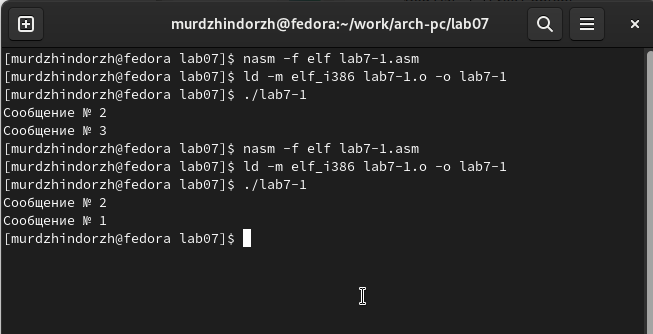 murdzhindorzh@fedora:~/work/arch-pc/lab07
[murdzhindorzh@fedora lab07]$ nasm -f elf lab7-1.asm
[murdzhindorzh@fedora lab07]$ ld -m elf_i386 lab7-1.o -o lab7-1
[murdzhindorzh@fedora lab07]$ ./lab7-1
Сообщение № 2
Сообщение № 3
[murdzhindorzh@fedora lab07]$ nasm -f elf lab7-1.asm
[murdzhindorzh@fedora lab07]$ ld -m elf_i386 lab7-1.o -o lab7-1
[murdzhindorzh@fedora lab07]$ ./lab7-1
Сообщение № 2
Сообщение № 1
[murdzhindorzh@fedora lab07]$